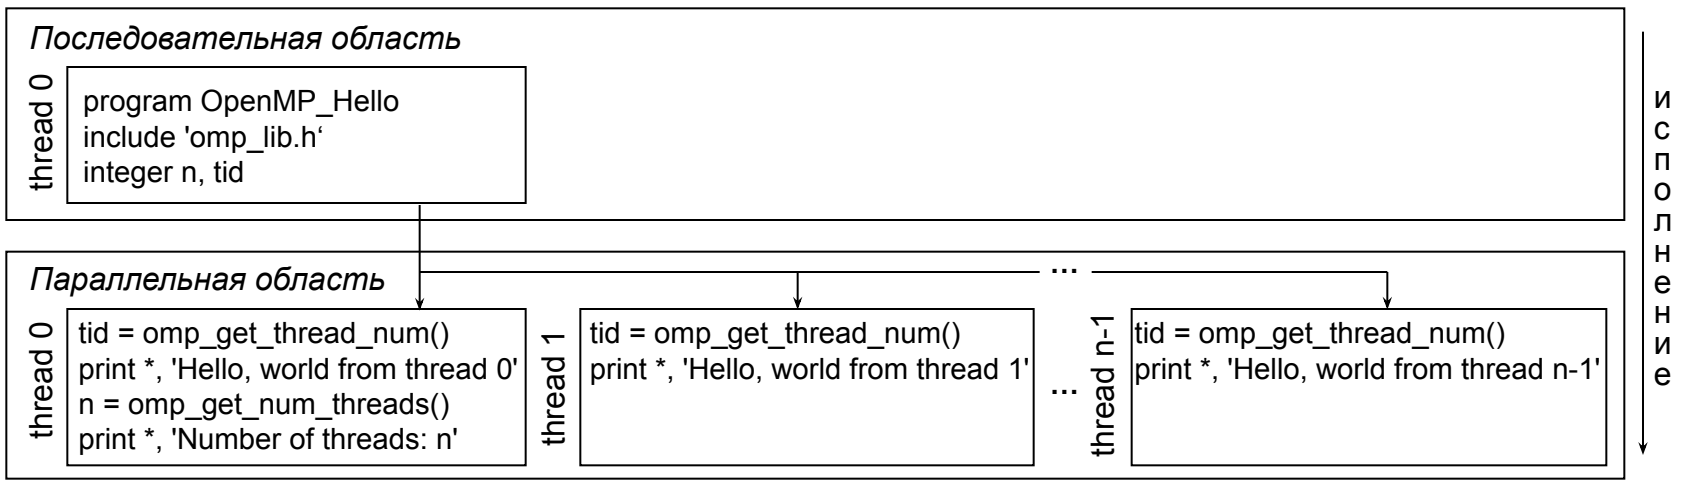 Последовательная область
thread 0
program OpenMP_Hello
include 'omp_lib.h‘
integer n, tid
исполнение
Параллельная область
...
thread 0
tid = omp_get_thread_num()
print *, 'Hello, world from thread 0'
n = omp_get_num_threads()
print *, 'Number of threads: n'
thread 1
tid = omp_get_thread_num()
print *, 'Hello, world from thread 1'
...
thread n-1
tid = omp_get_thread_num()
print *, 'Hello, world from thread n-1'